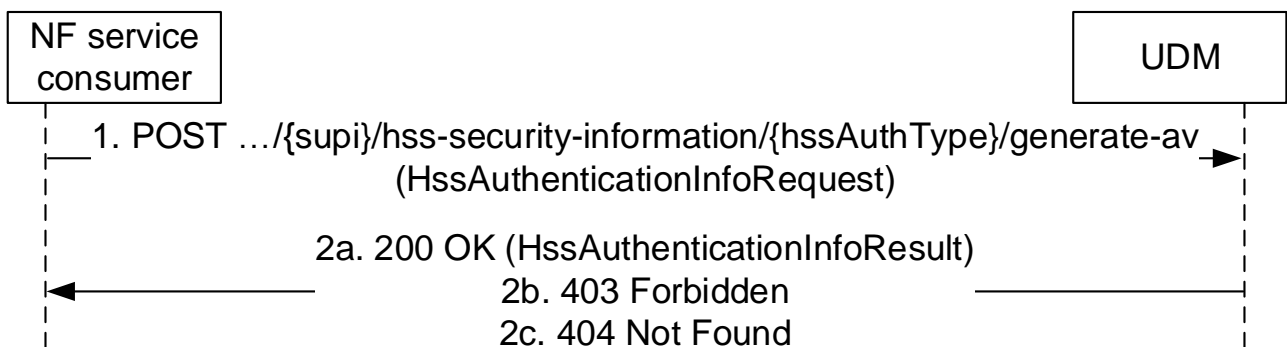 NF service
consumer
UDM
1. POST …/{supi}/hss-security-information/{hssAuthType}/generate-av
(HssAuthenticationInfoRequest)
2a. 200 OK (HssAuthenticationInfoResult)
2b. 403 Forbidden
2c. 404 Not Found